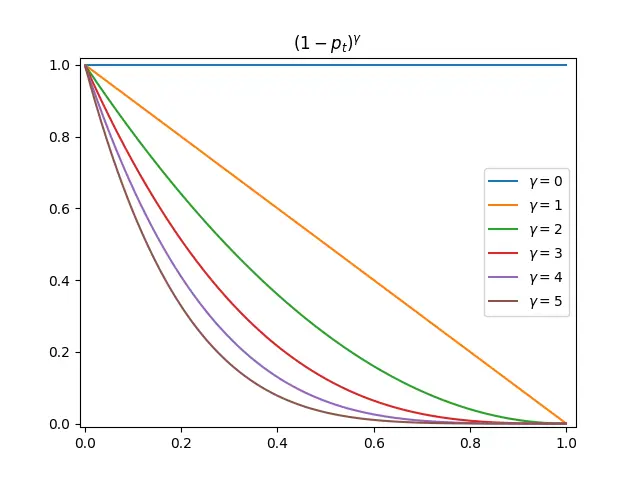 (1 − pₜ)ᵞ
1.0
0.8
0.6
0.4
0.2
0.0
γ = 0
γ = 1
γ = 2
γ = 3
γ = 4
γ = 5
0.0 0.2 0.4 0.6 0.8 1.0